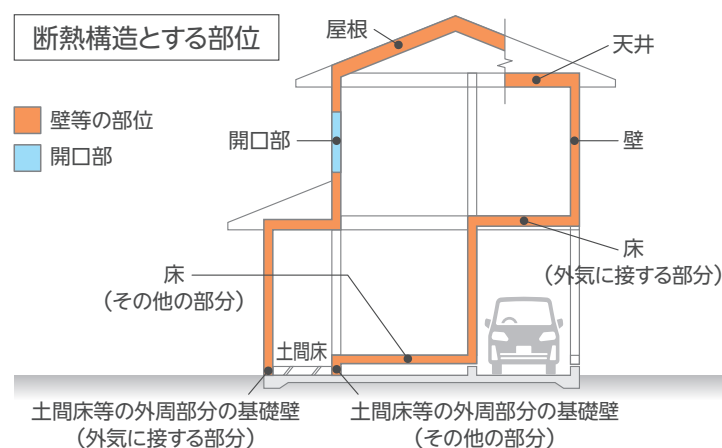 断熱構造とする部位
屋根
天井
壁等の部位
開口部
開口部
壁
床
（外気に接する部分）
床
（その他の部分）
土間床
土間床等の外周部分の基礎壁
（外気に接する部分）
土間床等の外周部分の基礎壁
（その他の部分）